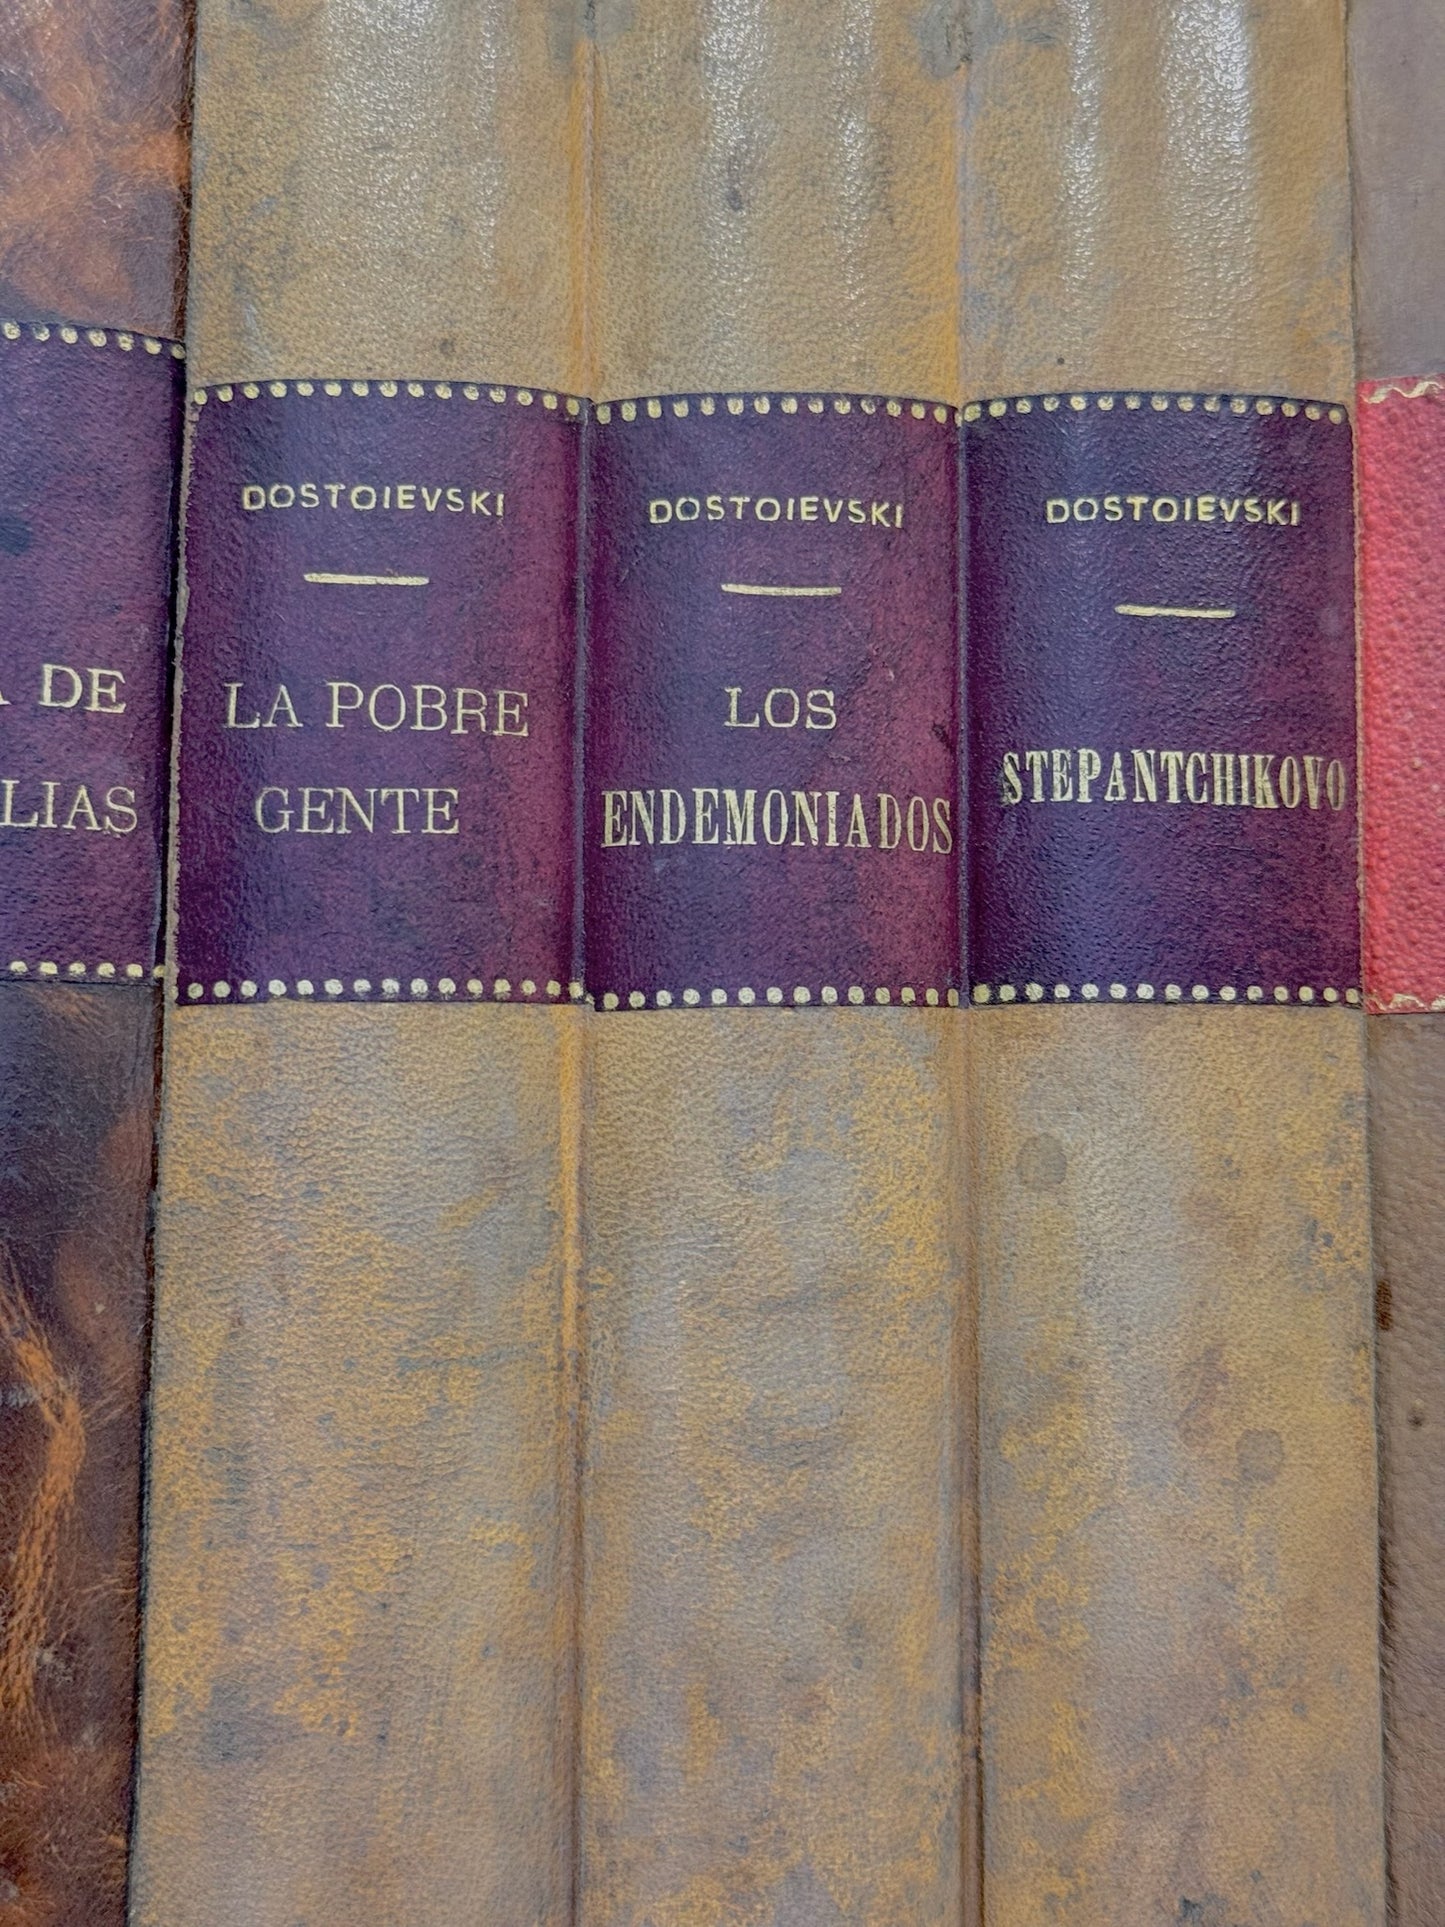 DE
LIAS
DOSTOIEVSKI
LA POBRE
GENTE
DOSTOIEVSKI
LOS
ENDEMONIADOS
DOSTOIEVSKI
STEPANTCHIKOVO